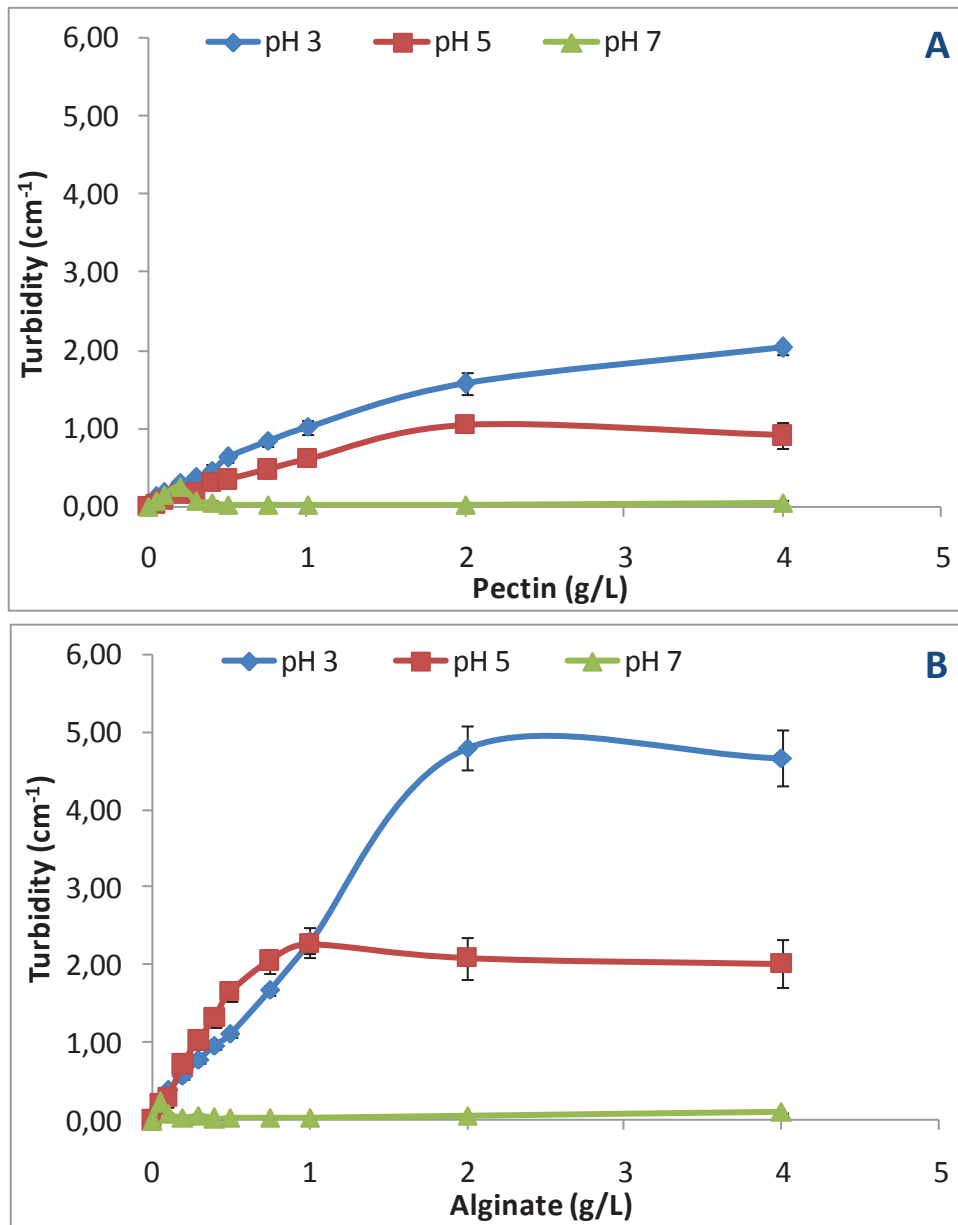 pH 3 pH 5 pH 7
A
6,00
5,00
4,00
3,00
2,00
1,00
0,00
Turbidity (cm-1)
0 1 2 3 4 5
Pectin (g/L)
pH 3 pH 5 pH 7
B
6,00
5,00
4,00
3,00
2,00
1,00
0,00
Turbidity (cm-1)
0 1 2 3 4 5
Alginate (g/L)